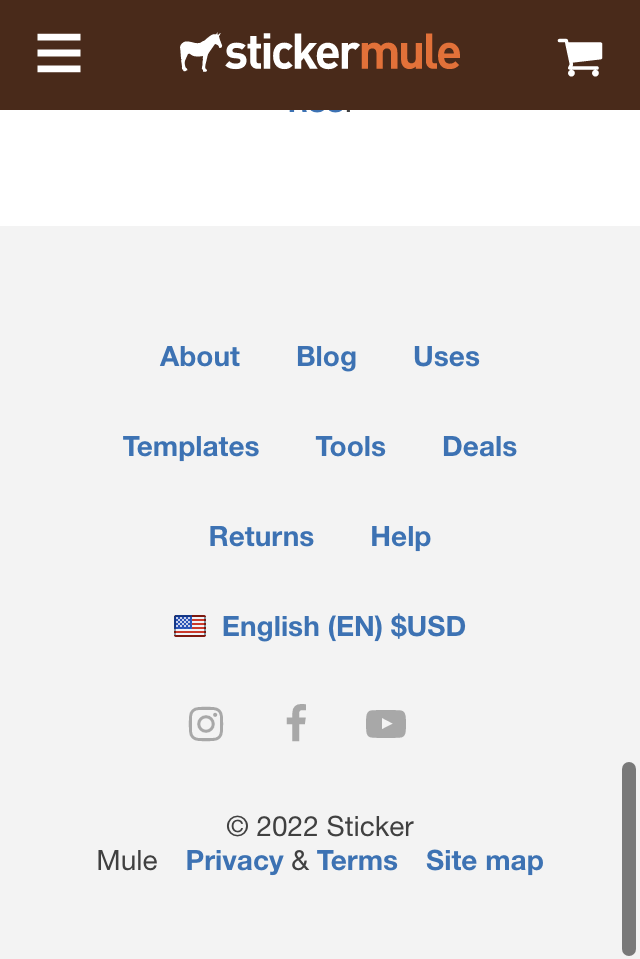 stickermule
About Blog Uses
Templates Tools Deals
Returns Help
English (EN) $USD
© 2022 Sticker
Mule Privacy & Terms Site map